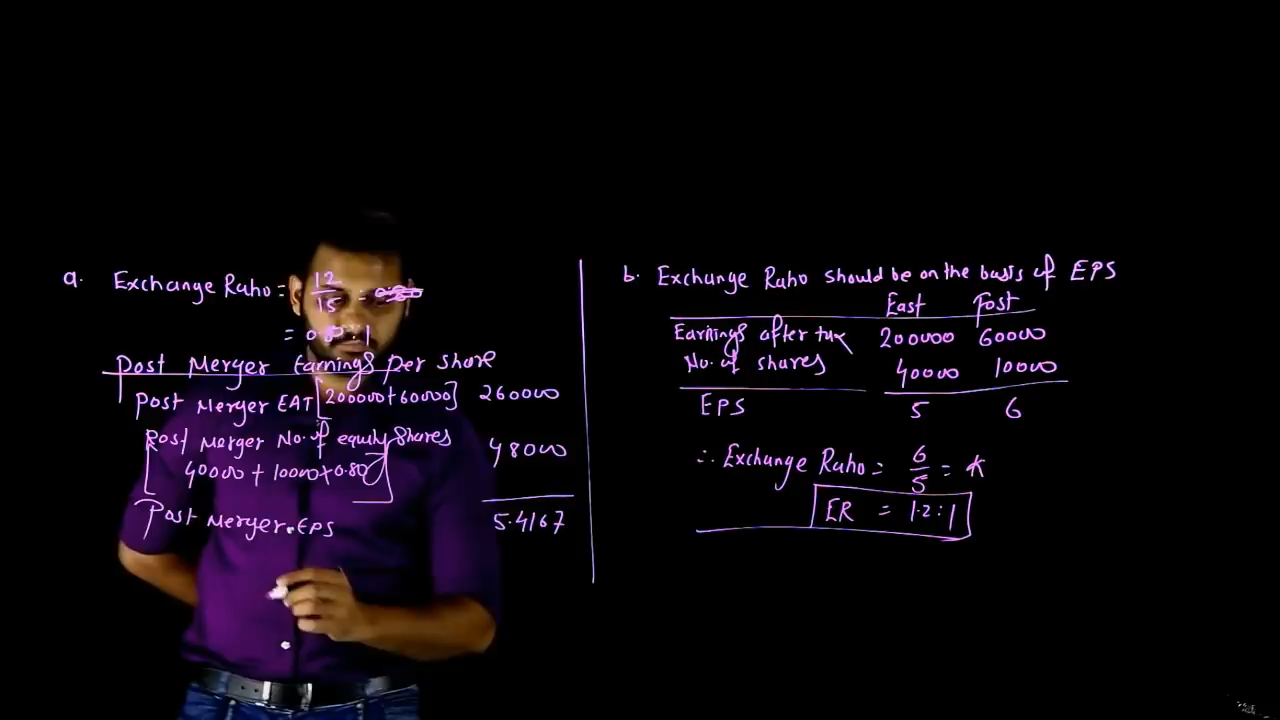 a. Exchange Ratio = 12/15 =
= 0.80 : 1
Post Merger Earnings per share
Post Merger EAT [200000+60000] 260000
Post Merger No. of equity shares 48000
[40000 + 10000 x 0.80]
Post Merger EPS 5.4167
b. Exchange Ratio should be on the basis of EPS
East Fost
Earnings after tax 200000 60000
No. of shares 40000 10000
EPS 5 6
∴ Exchange Ratio = 6/5 =
ER = 1.2 : 1